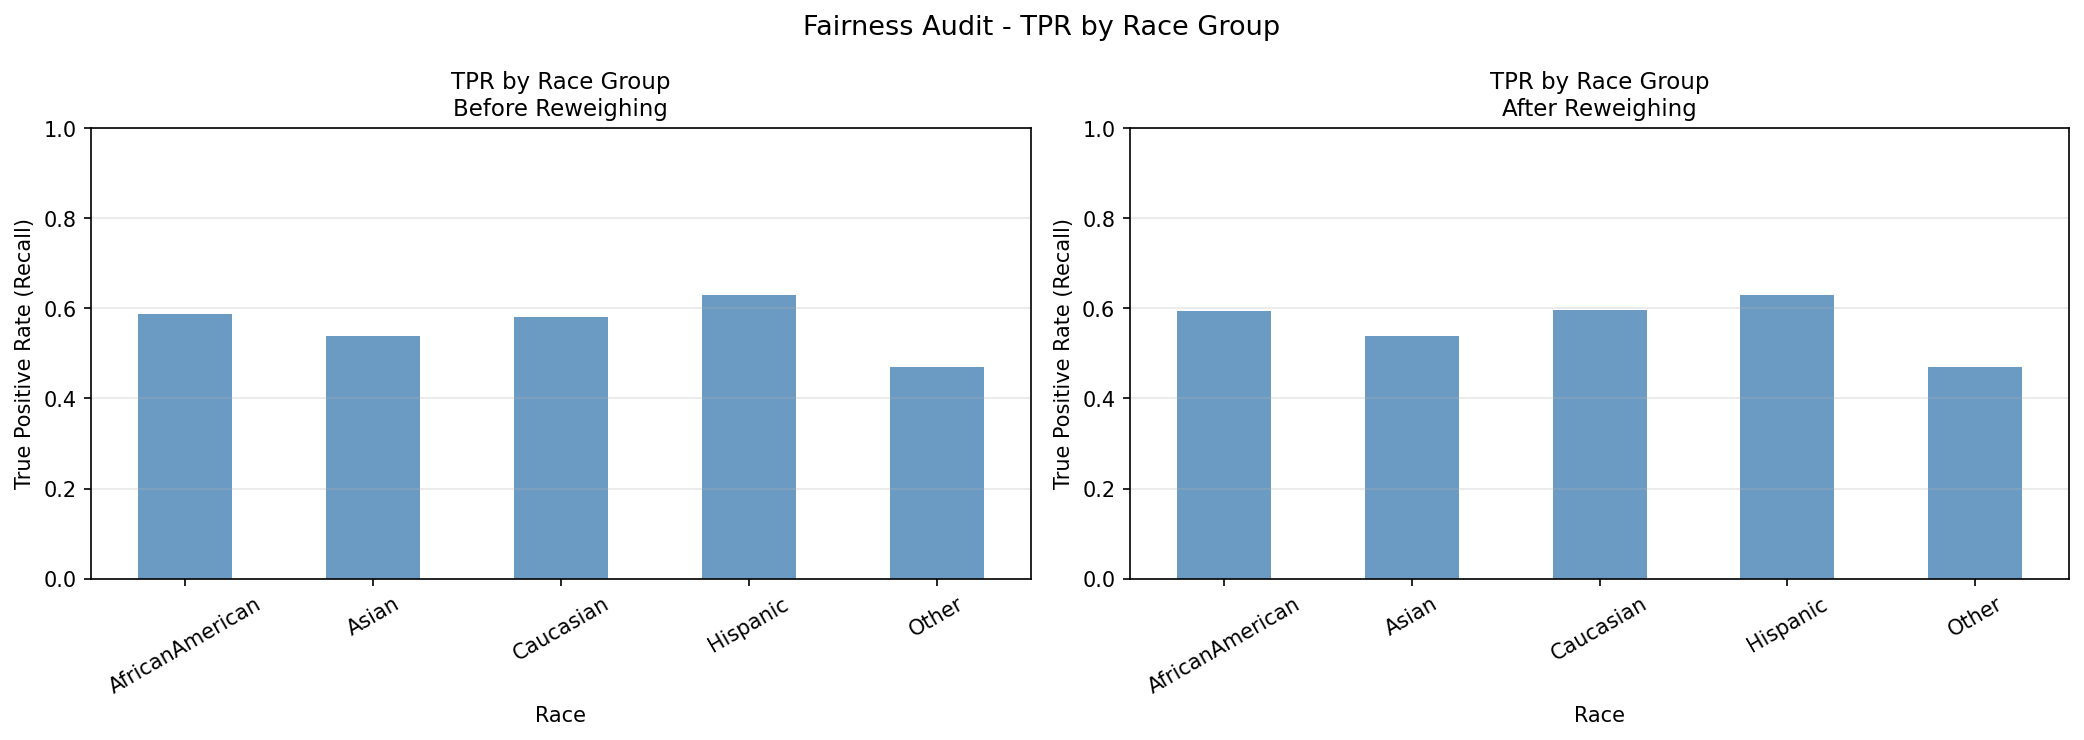 Fairness Audit - TPR by Race Group
TPR by Race Group
Before Reweighing
True Positive Rate (Recall)
1.0
0.8
0.6
0.4
0.2
0.0
AfricanAmerican
Asian
Caucasian
Hispanic
Other
Race
TPR by Race Group
After Reweighing
True Positive Rate (Recall)
1.0
0.8
0.6
0.4
0.2
0.0
AfricanAmerican
Asian
Caucasian
Hispanic
Other
Race